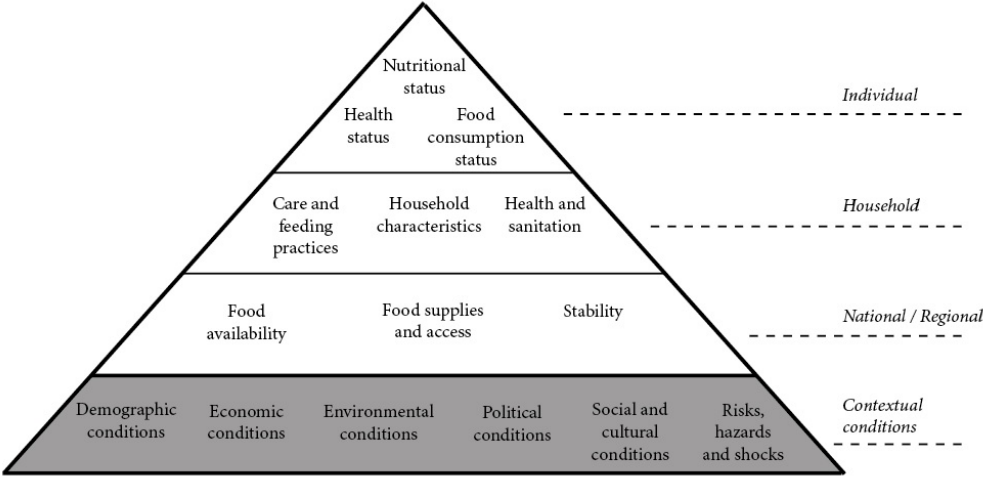 Nutritional
status
Health
status
Food
consumption
status
Individual
Care and
feeding
practices
Household
characteristics
Health and
sanitation
Household
Food
availability
Food supplies
and access
Stability
National / Regional
Demographic
conditions
Economic
conditions
Environmental
conditions
Political
conditions
Social and
cultural
conditions
Risks,
hazards
and shocks
Contextual
conditions